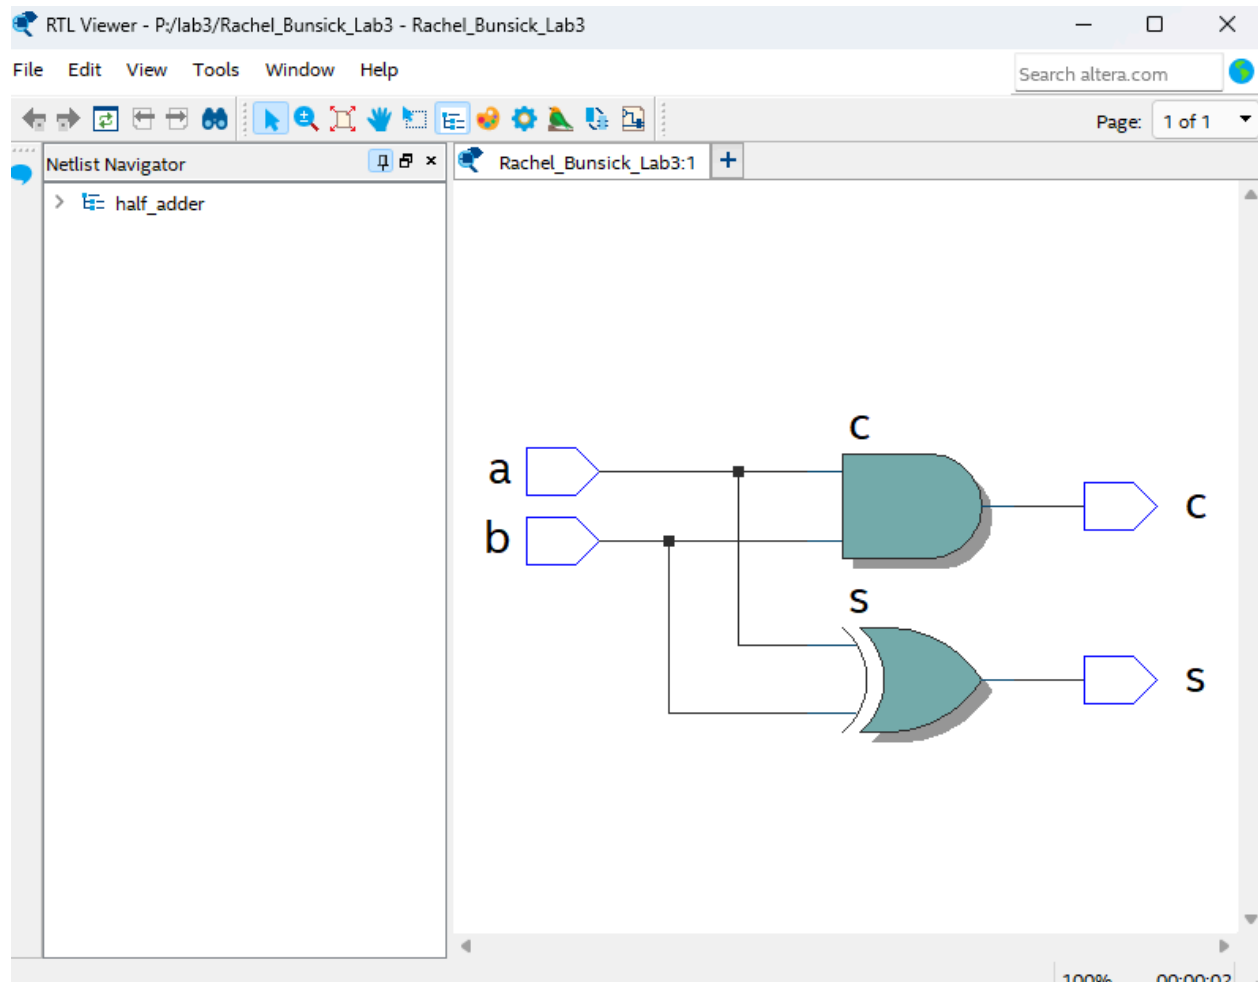 RTL Viewer - P:/lab3/Rachel_Bunsick_Lab3 - Rachel_Bunsick_Lab3
File Edit View Tools Window Help
Search altera.com
Page: 1 of 1
Netlist Navigator
Rachel_Bunsick_Lab3:1
half_adder
c
a
c
b
s
s
100%